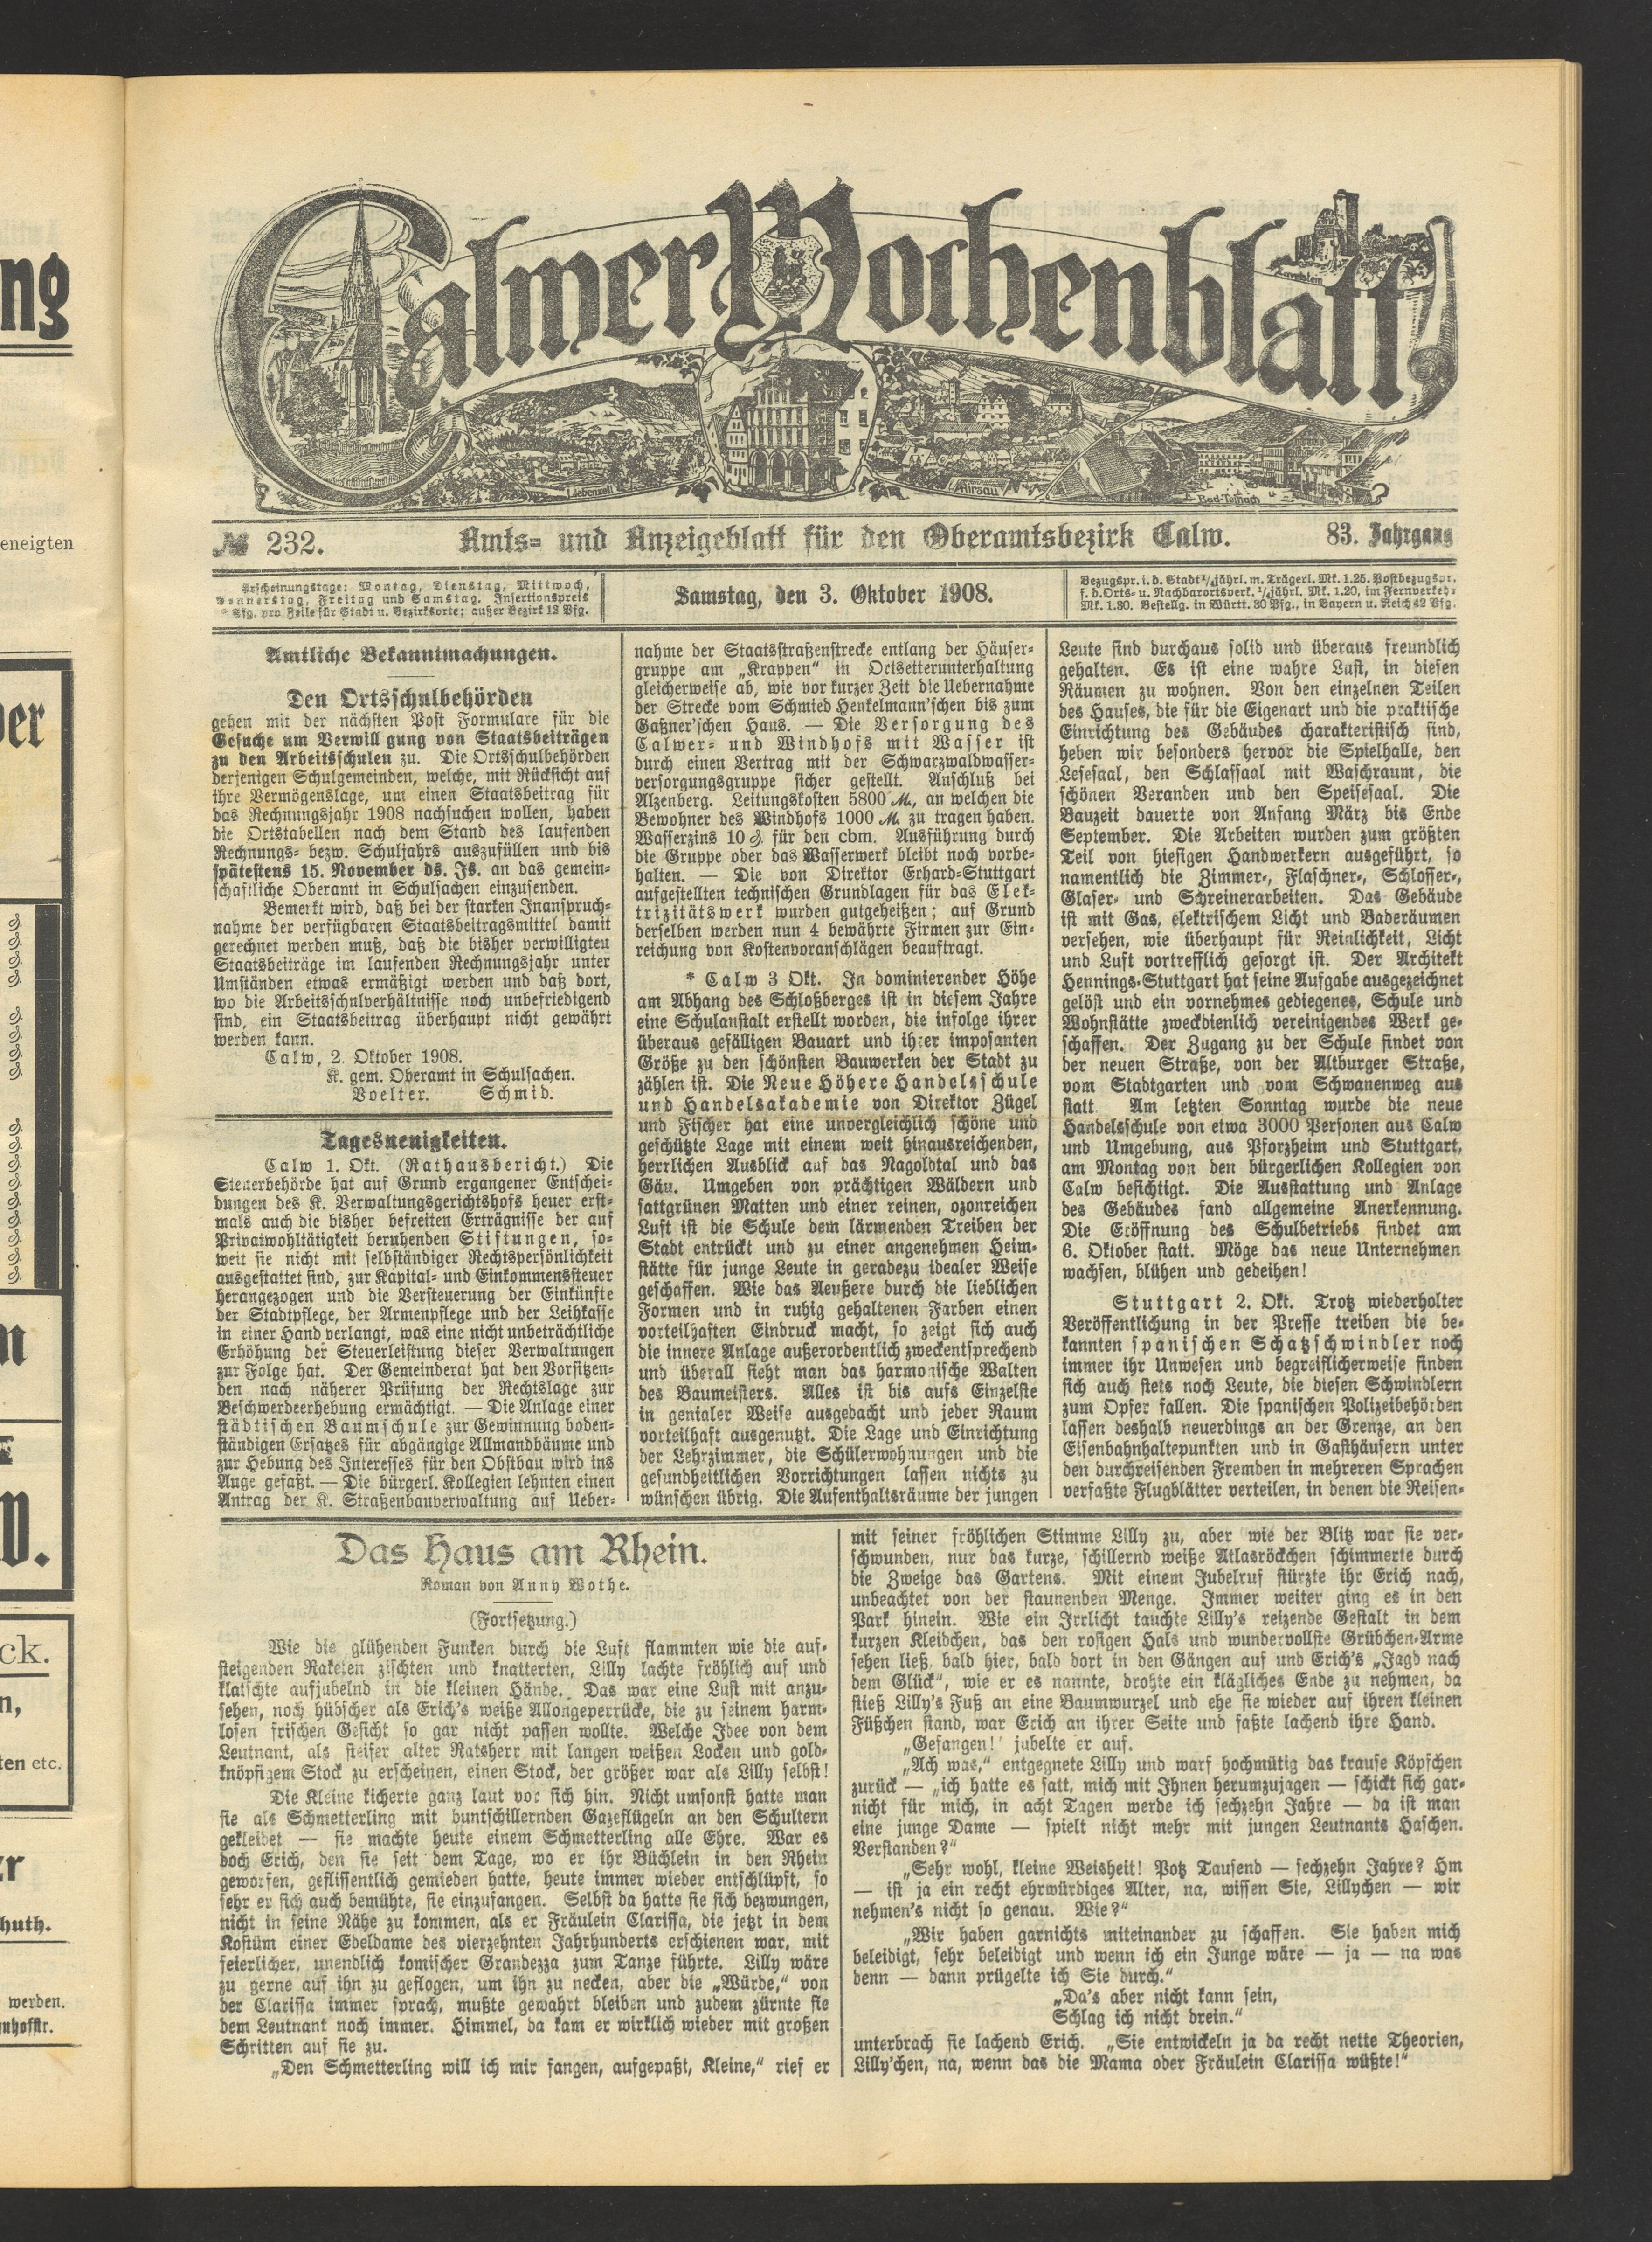 Calwer Wochenblatt
Liebenzell
Hirsau
Bad-Teinach
№ 232.
Amts- und Anzeigeblatt für den Oberamtsbezirk Calw.
83. Jahrgang
Erscheinungstage: Montag, Dienstag, Mittwoch,
Donnerstag, Freitag und Samstag. Insertionspreis
Pfg. pro Zeile für Stadt u. Bezirksorte; außer Bezirk 12 Pfg.
Samstag, den 3. Oktober 1908.
Bezugspr. i. d. Stadt ¼jährl. m. Trägerl. Mk. 1.25. Postbezugspr.
f. d. Orts- u. Nachbarortsverk. ¼jährl. Mk. 1.20, im Fernverkehr
Mk. 1.30. Bestellg. in Württ. 30 Pfg., in Bayern u. Reich 42 Pfg.
Amtliche Bekanntmachungen.
Den Ortsschulbehörden
gehen mit der nächsten Post Formulare für die
Gesuche um Verwilligung von Staatsbeiträgen
zu den Arbeitsschulen zu. Die Ortsschulbehörden
derjenigen Schulgemeinden, welche, mit Rücksicht auf
ihre Vermögenslage, um einen Staatsbeitrag für
das Rechnungsjahr 1908 nachsuchen wollen, haben
die Ortstabellen nach dem Stand des laufenden
Rechnungs- bezw. Schuljahrs auszufüllen und bis
spätestens 15. November ds. Js. an das gemein-
schaftliche Oberamt in Schulsachen einzusenden.
Bemerkt wird, daß bei der starken Inanspruch-
nahme der verfügbaren Staatsbeitragsmittel damit
gerechnet werden muß, daß die bisher verwilligten
Staatsbeiträge im laufenden Rechnungsjahr unter
Umständen etwas ermäßigt werden und daß dort,
wo die Arbeitsschulverhältnisse noch unbefriedigend
sind, ein Staatsbeitrag überhaupt nicht gewährt
werden kann.
Calw, 2. Oktober 1908.
K. gem. Oberamt in Schulsachen.
Voelter. Schmid.
Tagesneuigkeiten.
Calw 1. Okt. (Rathausbericht.) Die
Steuerbehörde hat auf Grund ergangener Entschei-
dungen des K. Verwaltungsgerichtshofs heuer erst-
mals auch die bisher befreiten Erträgnisse der auf
Privatwohltätigkeit beruhenden Stiftungen, so-
weit sie nicht mit selbständiger Rechtspersönlichkeit
ausgestattet sind, zur Kapital- und Einkommenssteuer
herangezogen und die Versteuerung der Einkünfte
der Stadtpflege, der Armenpflege und der Leihkasse
in einer Hand verlangt, was eine nicht unbeträchtliche
Erhöhung der Steuerleistung dieser Verwaltungen
zur Folge hat. Der Gemeinderat hat den Vorsitzen-
den nach näherer Prüfung der Rechtslage zur
Beschwerdeerhebung ermächtigt. — Die Anlage einer
städtischen Baumschule zur Gewinnung boden-
ständigen Ersatzes für abgängige Allmandbäume und
zur Hebung des Interesses für den Obstbau wird ins
Auge gefaßt. — Die bürgerl. Kollegien lehnten einen
Antrag der K. Straßenbauverwaltung auf Ueber-
nahme der Staatsstraßenstrecke entlang der Häuser-
gruppe am „Krappen“ in Ortsetterunterhaltung
gleicherweise ab, wie vor kurzer Zeit die Uebernahme
der Strecke vom Schmied Henkelmann'schen bis zum
Gaßner'schen Haus. — Die Versorgung des
Calwer- und Windhofs mit Wasser ist
durch einen Vertrag mit der Schwarzwaldwasser-
versorgungsgruppe sicher gestellt. Anschluß bei
Alzenberg. Leitungskosten 5800 M., an welchen die
Bewohner des Windhofs 1000 M. zu tragen haben.
Wasserzins 10 ₰ für den cbm. Ausführung durch
die Gruppe oder das Wasserwerk bleibt noch vorbe-
halten. — Die von Direktor Erhard-Stuttgart
aufgestellten technischen Grundlagen für das Elek-
trizitätswerk wurden gutgeheißen; auf Grund
derselben werden nun 4 bewährte Firmen zur Ein-
reichung von Kostenvoranschlägen beauftragt.
* Calw 3 Okt. In dominierender Höhe
am Abhang des Schloßberges ist in diesem Jahre
eine Schulanstalt erstellt worden, die infolge ihrer
überaus gefälligen Bauart und ihrer imposanten
Größe zu den schönsten Bauwerken der Stadt zu
zählen ist. Die Neue Höhere Handelsschule
und Handelsakademie von Direktor Zügel
und Fischer hat eine unvergleichlich schöne und
geschützte Lage mit einem weit hinausreichenden,
herrlichen Ausblick auf das Nagoldtal und das
Gäu. Umgeben von prächtigen Wäldern und
sattgrünen Matten und einer reinen, ozonreichen
Luft ist die Schule dem lärmenden Treiben der
Stadt entrückt und zu einer angenehmen Heim-
stätte für junge Leute in geradezu idealer Weise
geschaffen. Wie das Aeußere durch die lieblichen
Formen und in ruhig gehaltenen Farben einen
vorteilhaften Eindruck macht, so zeigt sich auch
die innere Anlage außerordentlich zweckentsprechend
und überall sieht man das harmonische Walten
des Baumeisters. Alles ist bis aufs Einzelste
in genialer Weise ausgedacht und jeder Raum
vorteilhaft ausgenutzt. Die Lage und Einrichtung
der Lehrzimmer, die Schülerwohnungen und die
gesundheitlichen Vorrichtungen lassen nichts zu
wünschen übrig. Die Aufenthaltsräume der jungen
Leute sind durchaus solid und überaus freundlich
gehalten. Es ist eine wahre Lust, in diesen
Räumen zu wohnen. Von den einzelnen Teilen
des Hauses, die für die Eigenart und die praktische
Einrichtung des Gebäudes charakteristisch sind,
heben wir besonders hervor die Spielhalle, den
Lesesaal, den Schlafsaal mit Waschraum, die
schönen Veranden und den Speisesaal. Die
Bauzeit dauerte von Anfang März bis Ende
September. Die Arbeiten wurden zum größten
Teil von hiesigen Handwerkern ausgeführt, so
namentlich die Zimmer-, Flaschner-, Schlosser-,
Glaser- und Schreinerarbeiten. Das Gebäude
ist mit Gas, elektrischem Licht und Baderäumen
versehen, wie überhaupt für Reinlichkeit, Licht
und Luft vortrefflich gesorgt ist. Der Architekt
Hennings-Stuttgart hat seine Aufgabe ausgezeichnet
gelöst und ein vornehmes gediegenes, Schule und
Wohnstätte zweckdienlich vereinigendes Werk ge-
schaffen. Der Zugang zu der Schule findet von
der neuen Straße, von der Altburger Straße,
vom Stadtgarten und vom Schwanenweg aus
statt. Am letzten Sonntag wurde die neue
Handelsschule von etwa 3000 Personen aus Calw
und Umgebung, aus Pforzheim und Stuttgart,
am Montag von den bürgerlichen Kollegien von
Calw besichtigt. Die Ausstattung und Anlage
des Gebäudes fand allgemeine Anerkennung.
Die Eröffnung des Schulbetriebs findet am
6. Oktober statt. Möge das neue Unternehmen
wachsen, blühen und gedeihen!
Stuttgart 2. Okt. Trotz wiederholter
Veröffentlichung in der Presse treiben die be-
kannten spanischen Schatzschwindler noch
immer ihr Unwesen und begreiflicherweise finden
sich auch stets noch Leute, die diesen Schwindlern
zum Opfer fallen. Die spanischen Polizeibehörden
lassen deshalb neuerdings an der Grenze, an den
Eisenbahnhaltepunkten und in Gasthäusern unter
den durchreisenden Fremden in mehreren Sprachen
verfaßte Flugblätter verteilen, in denen die Reisen-
Das Haus am Rhein.
Roman von Anny Wothe.
(Fortsetzung.)
Wie die glühenden Funken durch die Luft flammten wie die auf-
steigenden Raketen zischten und knatterten, Lilly lachte fröhlich auf und
klatschte aufjubelnd in die kleinen Hände. Das war eine Lust mit anzu-
sehen, noch hübscher als Erich's weiße Allongeperrücke, die zu seinem harm-
losen frischen Gesicht so gar nicht passen wollte. Welche Idee von dem
Leutnant, als steifer alter Ratsherr mit langen weißen Locken und gold-
knöpfigem Stock zu erscheinen, einen Stock, der größer war als Lilly selbst!
Die Kleine kicherte ganz laut vor sich hin. Nicht umsonst hatte man
sie als Schmetterling mit buntschillernden Gazeflügeln an den Schultern
gekleidet — sie machte heute einem Schmetterling alle Ehre. War es
doch Erich, den sie seit dem Tage, wo er ihr Büchlein in den Rhein
geworfen, geflissentlich gemieden hatte, heute immer wieder entschlüpft, so
sehr er sich auch bemühte, sie einzufangen. Selbst da hatte sie sich bezwungen,
nicht in seine Nähe zu kommen, als er Fräulein Clarissa, die jetzt in dem
Kostüm einer Edeldame des vierzehnten Jahrhunderts erschienen war, mit
feierlicher, unendlich komischer Grandezza zum Tanze führte. Lilly wäre
zu gerne auf ihn zu geflogen, um ihn zu necken, aber die „Würde,“ von
der Clarissa immer sprach, mußte gewahrt bleiben und zudem zürnte sie
dem Leutnant noch immer. Himmel, da kam er wirklich wieder mit großen
Schritten auf sie zu.
„Den Schmetterling will ich mir fangen, aufgepaßt, Kleine,“ rief er
mit seiner fröhlichen Stimme Lilly zu, aber wie der Blitz war sie ver-
schwunden, nur das kurze, schillernd weiße Atlasröckchen schimmerte durch
die Zweige das Gartens. Mit einem Jubelruf stürzte ihr Erich nach,
unbeachtet von der staunenden Menge. Immer weiter ging es in den
Park hinein. Wie ein Irrlicht tauchte Lilly's reizende Gestalt in dem
kurzen Kleidchen, das den rosigen Hals und wundervollste Grübchen-Arme
sehen ließ, bald hier, bald dort in den Gängen auf und Erich's „Jagd nach
dem Glück“, wie er es nannte, drohte ein klägliches Ende zu nehmen, da
stieß Lilly's Fuß an eine Baumwurzel und ehe sie wieder auf ihren kleinen
Füßchen stand, war Erich an ihrer Seite und faßte lachend ihre Hand.
„Gefangen!“ jubelte er auf.
„Ach was,“ entgegnete Lilly und warf hochmütig das krause Köpfchen
zurück — „ich hatte es satt, mich mit Ihnen herumzujagen — schickt sich gar-
nicht für mich, in acht Tagen werde ich sechzehn Jahre — da ist man
eine junge Dame — spielt nicht mehr mit jungen Leutnants Haschen.
Verstanden?“
„Sehr wohl, kleine Weisheit! Potz Tausend — sechzehn Jahre? Hm
— ist ja ein recht ehrwürdiges Alter, na, wissen Sie, Lillychen — wir
nehmen's nicht so genau. Wie?“
„Wir haben garnichts miteinander zu schaffen. Sie haben mich
beleidigt, sehr beleidigt und wenn ich ein Junge wäre — ja — na was
denn — dann prügelte ich Sie durch.“
„Da's aber nicht kann sein,
Schlag ich nicht drein.“
unterbrach sie lachend Erich. „Sie entwickeln ja da recht nette Theorien,
Lilly'chen, na, wenn das die Mama oder Fräulein Clarissa wüßte!“
ng
eneigten
er
n
n.
ck.
n,
ten etc.
er
huth.
werden.
nhofstr.